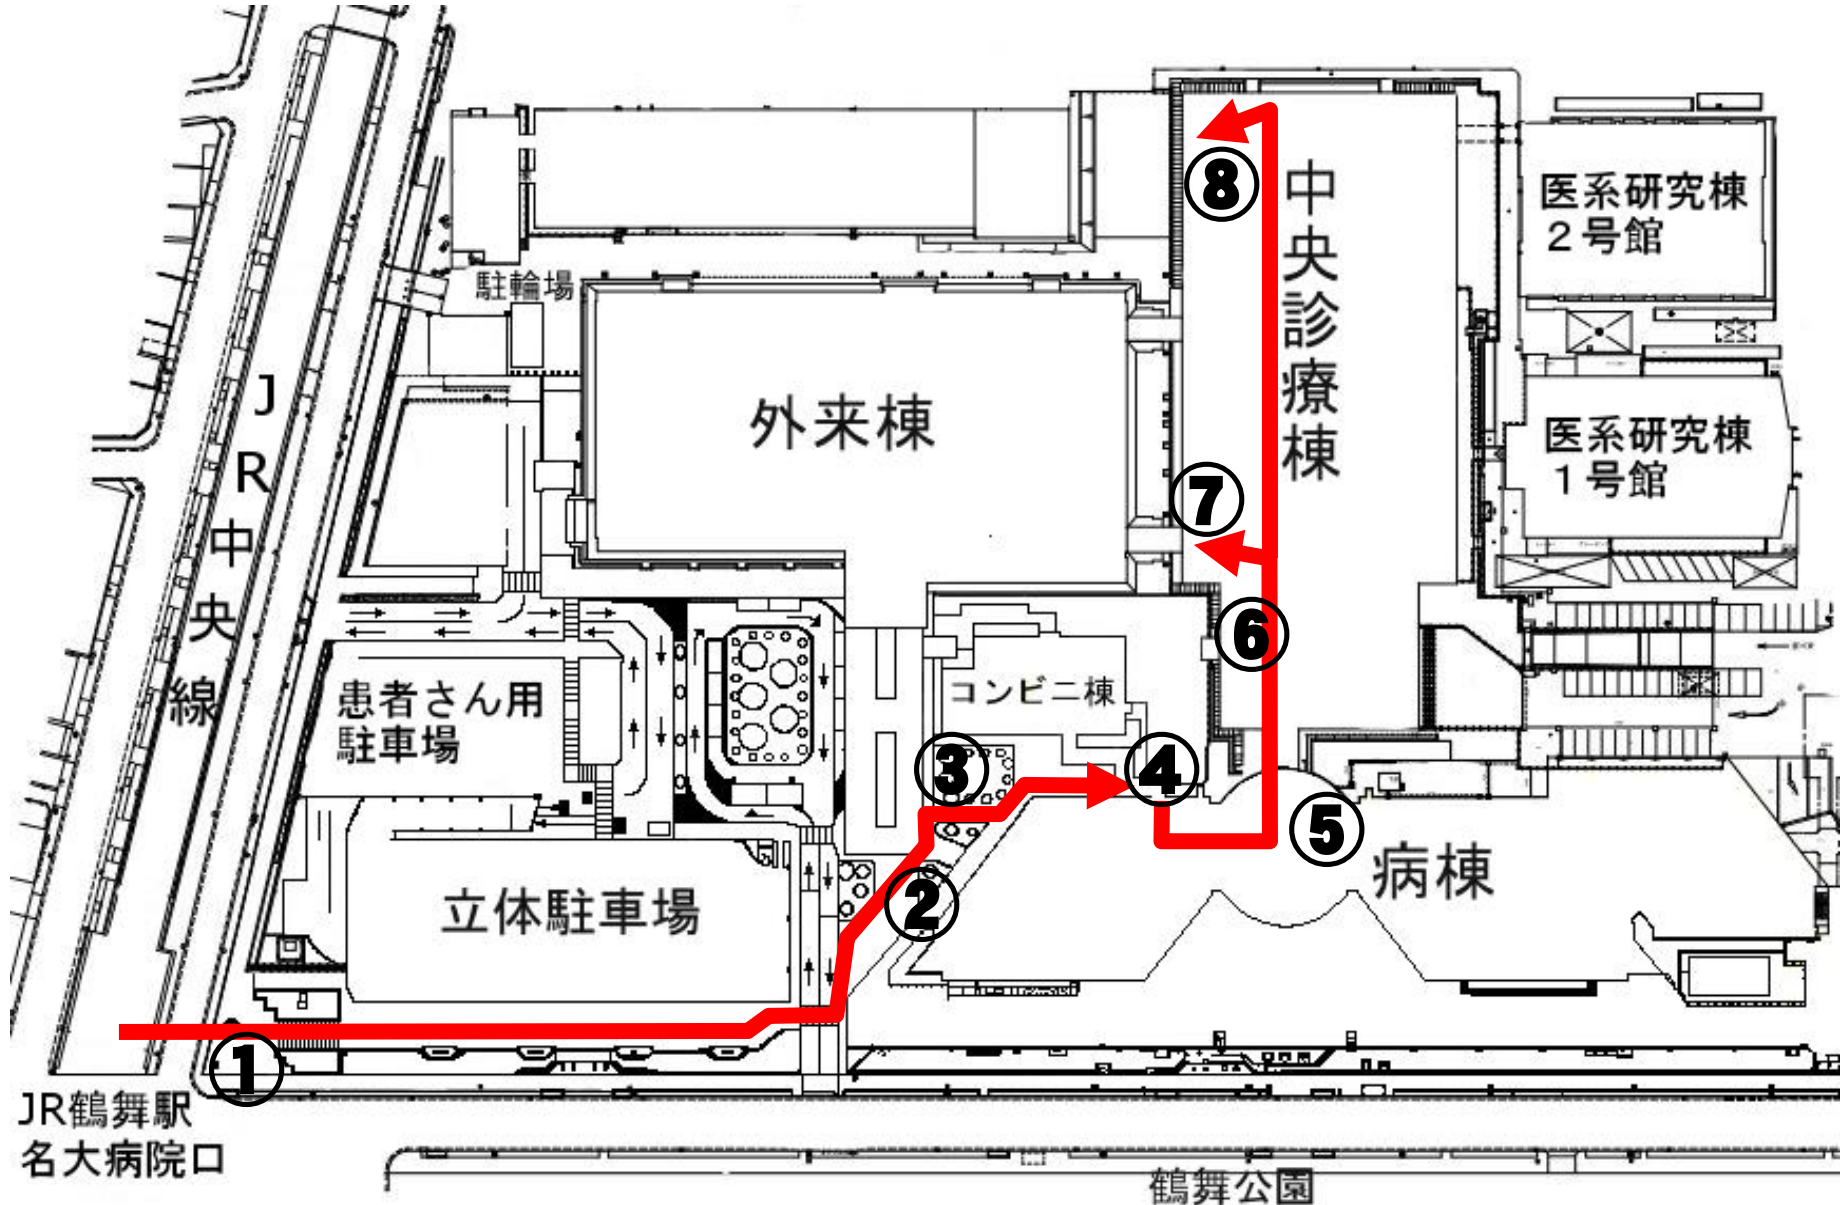 中央診療棟
医系研究棟
２号館
⑧
駐輪場
JR中央線
外来棟
医系研究棟
１号館
⑦
⑥
患者さん用
駐車場
コンビニ棟
③
④
⑤
病棟
立体駐車場
②
①
JR鶴舞駅
名大病院口
鶴舞公園